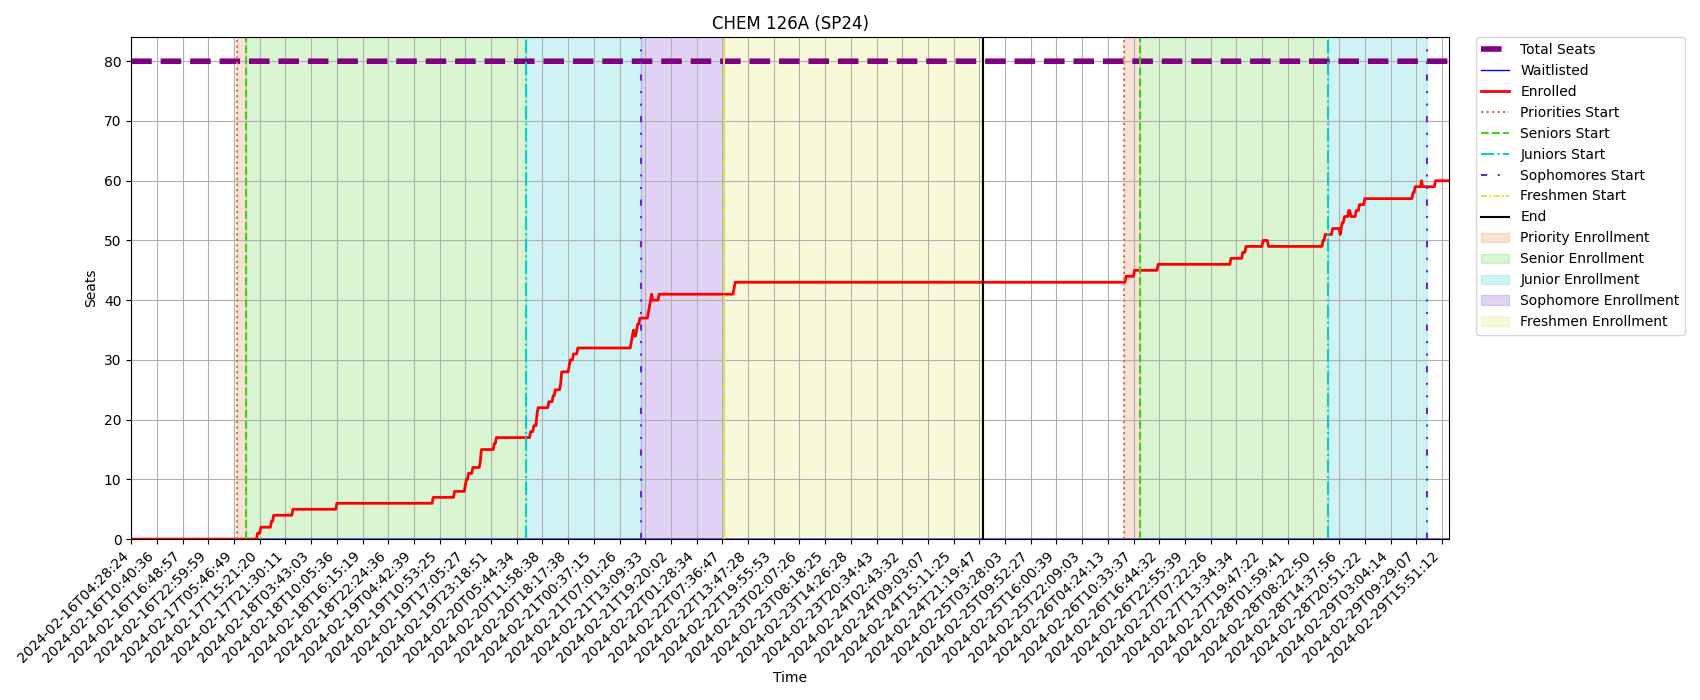 CHEM 126A (SP24)
Seats
80
70
60
50
40
30
20
10
0
2024-02-16T04:28:24
2024-02-16T10:40:36
2024-02-16T16:48:57
2024-02-16T22:59:59
2024-02-17T05:46:49
2024-02-17T15:21:20
2024-02-17T21:30:11
2024-02-18T03:43:03
2024-02-18T10:05:36
2024-02-18T16:15:19
2024-02-18T22:24:36
2024-02-19T04:42:39
2024-02-19T10:53:25
2024-02-19T17:05:27
2024-02-19T23:18:51
2024-02-20T05:44:34
2024-02-20T11:58:38
2024-02-20T18:17:38
2024-02-21T00:37:15
2024-02-21T07:01:26
2024-02-21T13:09:33
2024-02-21T19:20:02
2024-02-22T01:28:34
2024-02-22T07:36:47
2024-02-22T13:47:28
2024-02-22T19:55:53
2024-02-23T02:07:26
2024-02-23T08:18:25
2024-02-23T14:26:28
2024-02-23T20:34:43
2024-02-24T02:43:32
2024-02-24T09:03:07
2024-02-24T15:11:25
2024-02-24T21:19:47
2024-02-25T03:28:03
2024-02-25T09:52:27
2024-02-25T16:00:39
2024-02-25T22:09:03
2024-02-26T04:24:13
2024-02-26T10:33:37
2024-02-26T16:44:32
2024-02-26T22:55:39
2024-02-27T07:22:26
2024-02-27T13:34:34
2024-02-27T19:47:22
2024-02-28T01:59:41
2024-02-28T08:22:50
2024-02-28T14:37:56
2024-02-28T20:51:22
2024-02-29T03:04:14
2024-02-29T09:29:07
2024-02-29T15:51:12
Time
Total Seats
Waitlisted
Enrolled
Priorities Start
Seniors Start
Juniors Start
Sophomores Start
Freshmen Start
End
Priority Enrollment
Senior Enrollment
Junior Enrollment
Sophomore Enrollment
Freshmen Enrollment